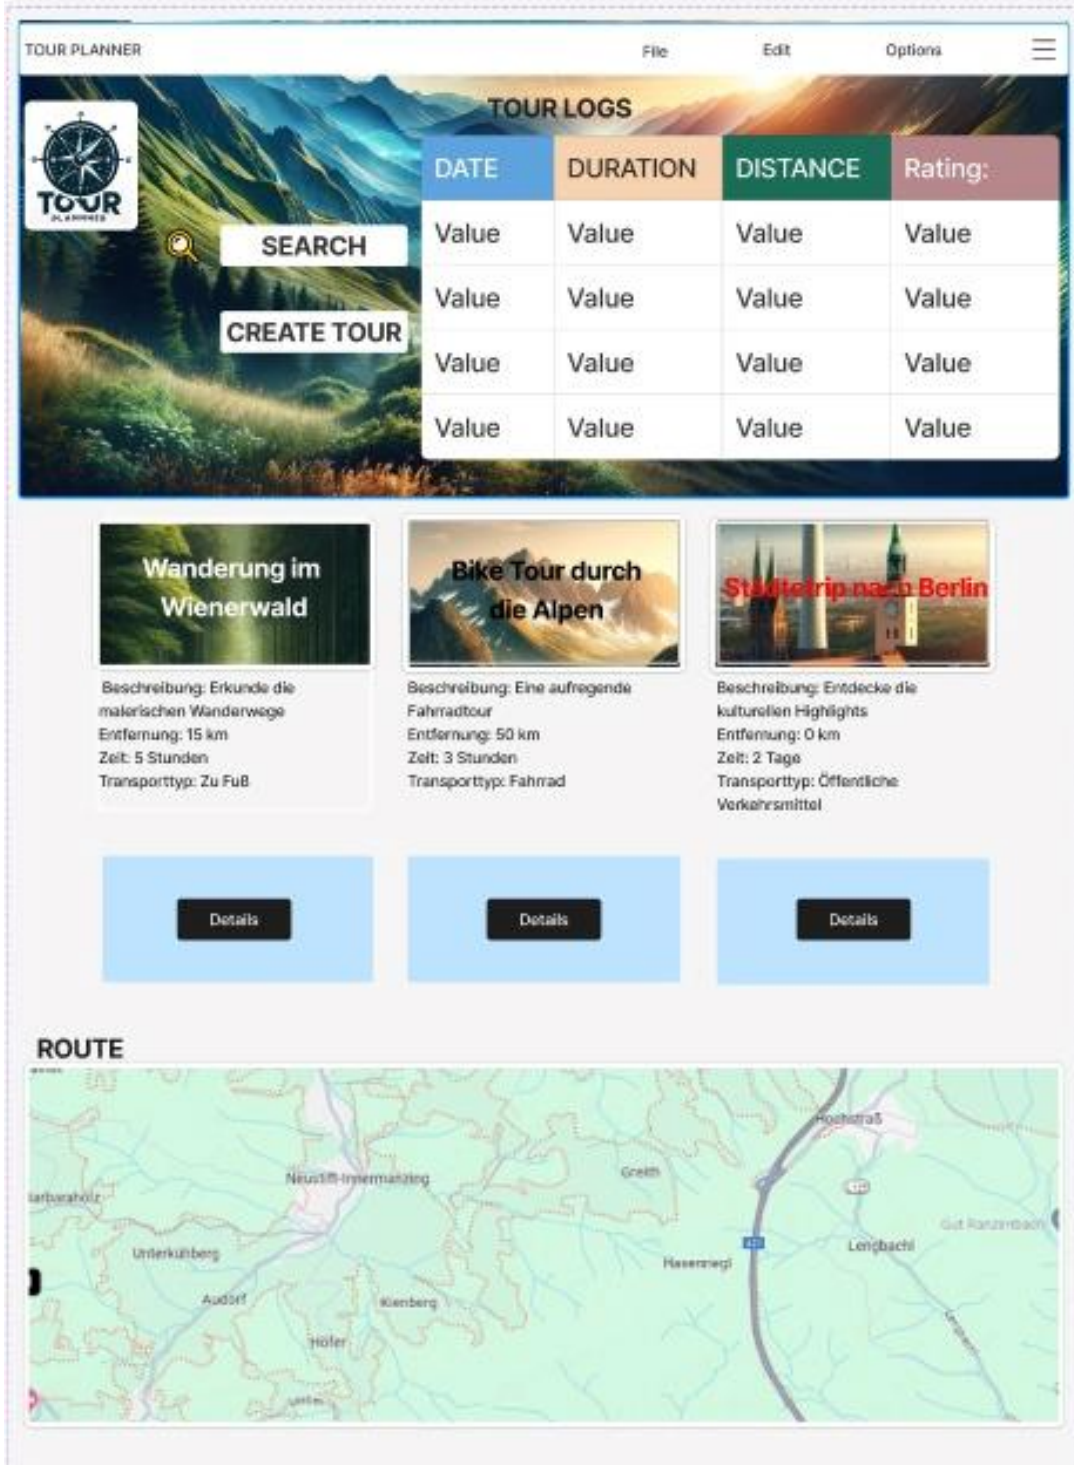 TOUR PLANNER
File
Edit
Options
TOUR LOGS
TOUR
DATE DURATION DISTANCE Rating:
Value Value Value Value
Value Value Value Value
Value Value Value Value
Value Value Value Value
SEARCH
CREATE TOUR
Wanderung im
Wienerwald
Beschreibung: Erkunde die
malerischen Wanderwege
Entfernung: 15 km
Zeit: 5 Stunden
Transporttyp: Zu Fuß
Bike Tour durch
die Alpen
Beschreibung: Eine aufregende
Fahrradtour
Entfernung: 50 km
Zeit: 3 Stunden
Transporttyp: Fahrrad
Städtetrip nach Berlin
Beschreibung: Entdecke die
kulturellen Highlights
Entfernung: 0 km
Zeit: 2 Tage
Transporttyp: Öffentliche
Verkehrsmittel
Details
Details
Details
ROUTE
Hochstraß
Neustift-Innermanzing
Greith
Gut Ranzenbach
Lengbachl
Unterkühberg
Hasenriegl
Audorf
Kienberg
Höfer